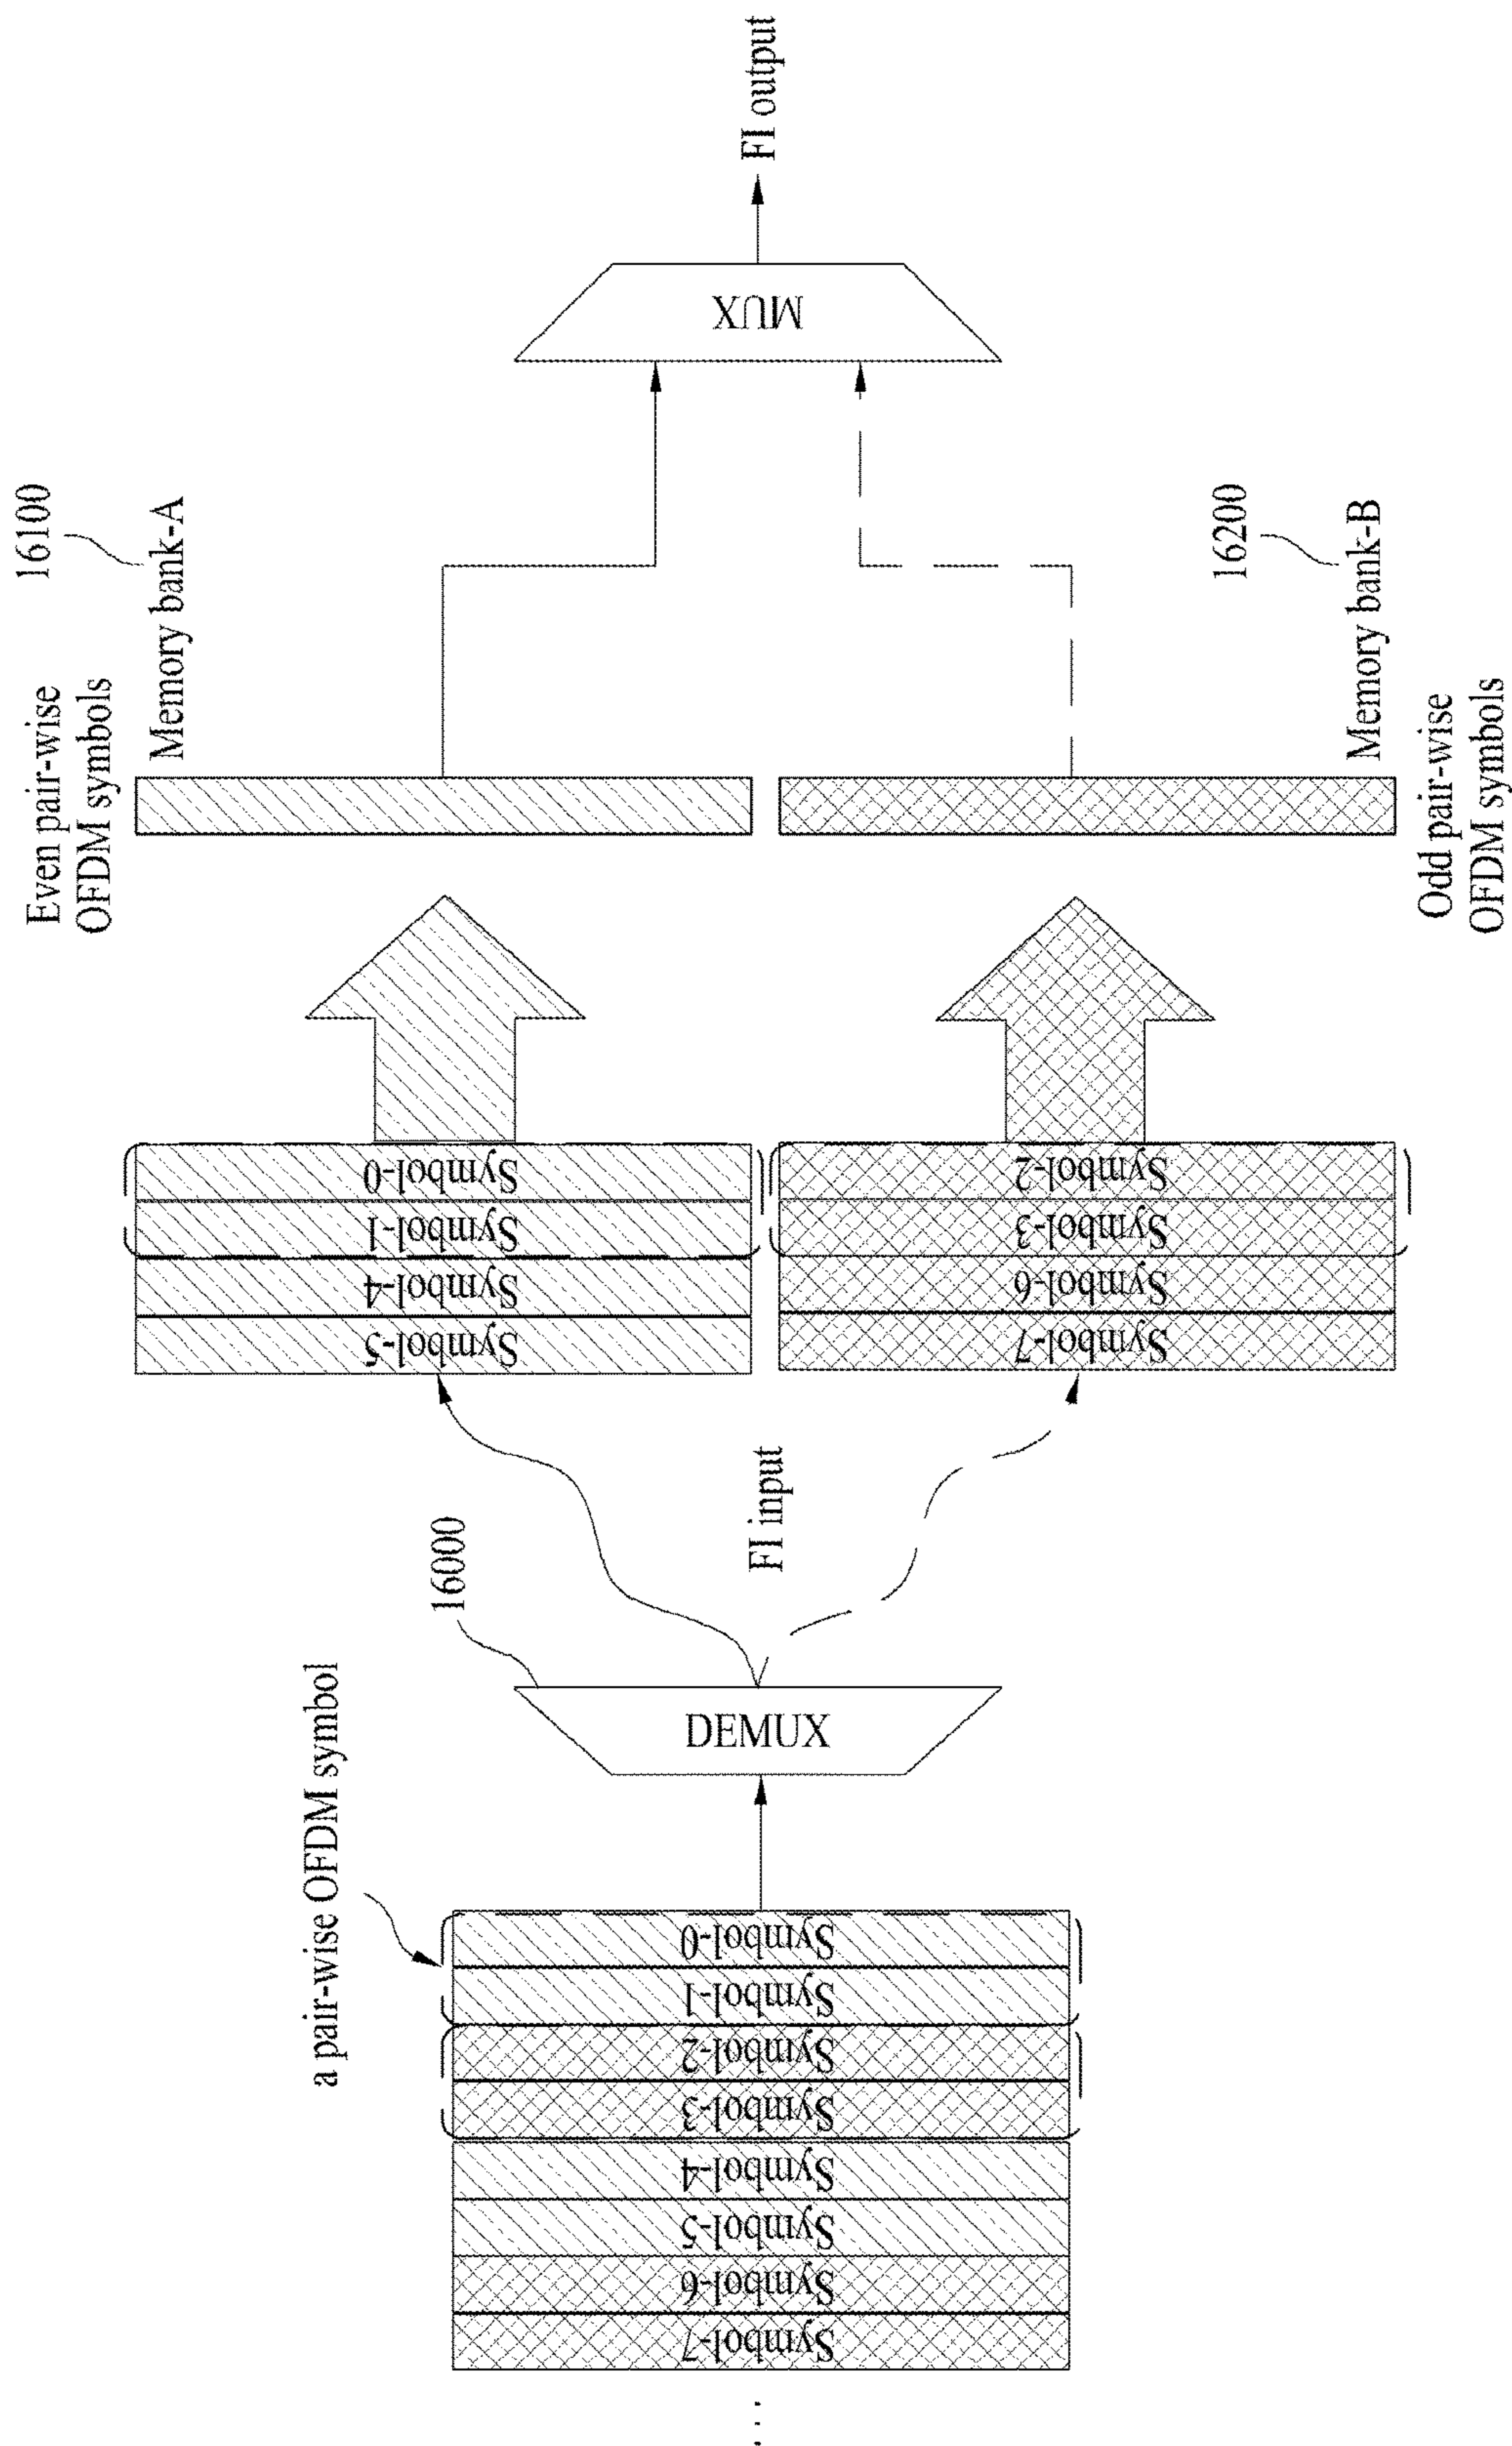 a pair-wise OFDM symbol
16000
DEMUX
FI input
Symbol-7
Symbol-6
Symbol-5
Symbol-4
Symbol-3
Symbol-2
Symbol-1
Symbol-0
...
Symbol-5
Symbol-4
Symbol-1
Symbol-0
Symbol-7
Symbol-6
Symbol-3
Symbol-2
Even pair-wise
OFDM symbols
16100
Memory bank-A
16200
Memory bank-B
Odd pair-wise
OFDM symbols
MUX
FI output